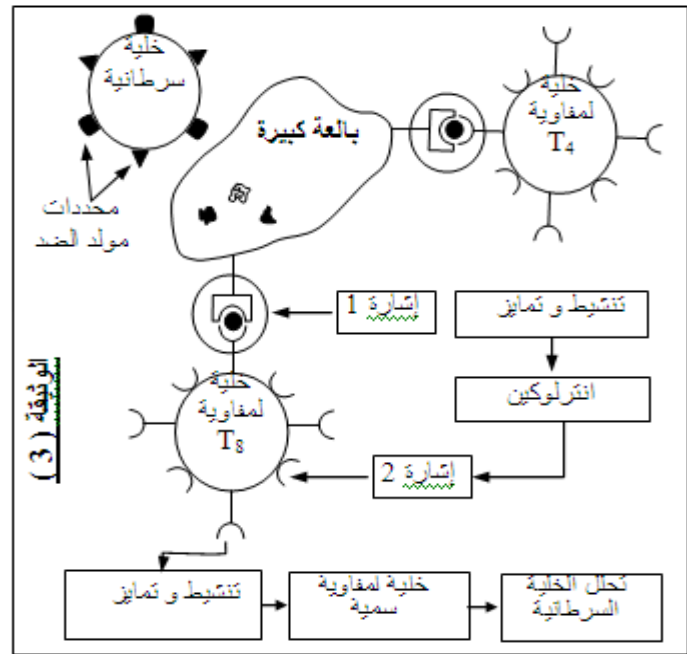 خلية
سرطانية
محددات
مولد الضد
بالعة كبيرة
خلية
لمفاوية
T4
إشارة 1
تنشيط و تمايز
انترلوكين
إشارة 2
خلية
لمفاوية
T8
تنشيط و تمايز
خلية لمفاوية
سمية
تحلل الخلية
السرطانية
الوثيقة ( 3 )